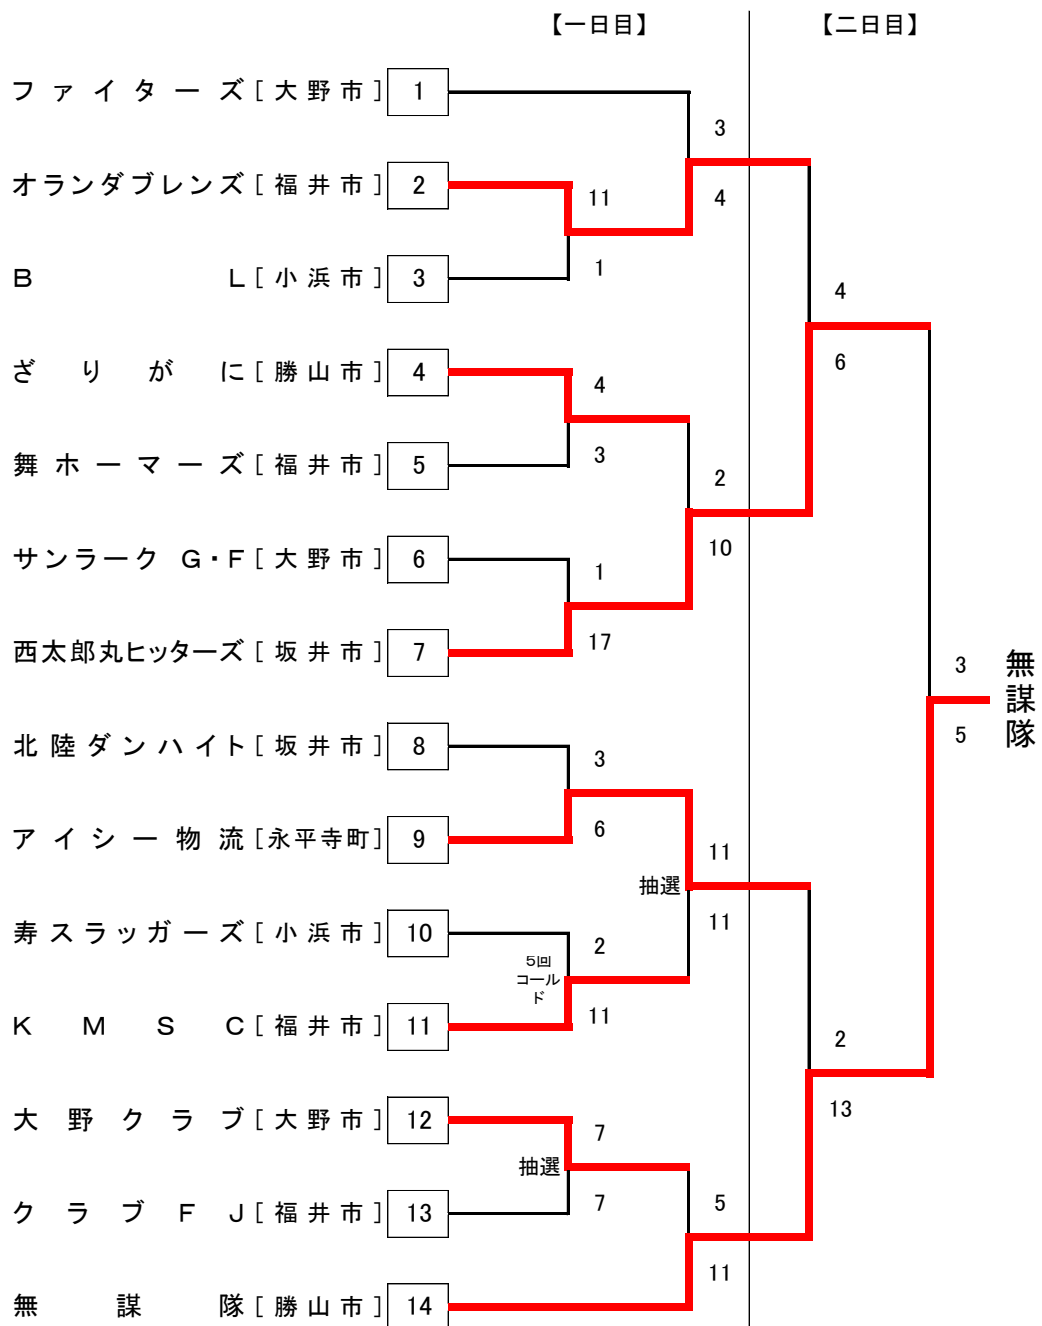 【一日目】
【二日目】
ファイターズ[大野市] 1
3
オランダブレンズ[福井市] 2
11
4
BL[小浜市] 3
1
4
ざりがに[勝山市] 4
4
6
舞ホーマーズ[福井市] 5
3
2
サンラーク G・F[大野市] 6
1
10
西太郎丸ヒッターズ[坂井市] 7
17
3
無謀隊
5
北陸ダンハイト[坂井市] 8
3
アイシー物流[永平寺町] 9
6
11
抽選
11
寿スラッガーズ[小浜市] 10
2
5回
コール
ド
KMSC[福井市] 11
11
2
大野クラブ[大野市] 12
7
13
抽選
クラブFJ[福井市] 13
7
5
11
無謀隊[勝山市] 14